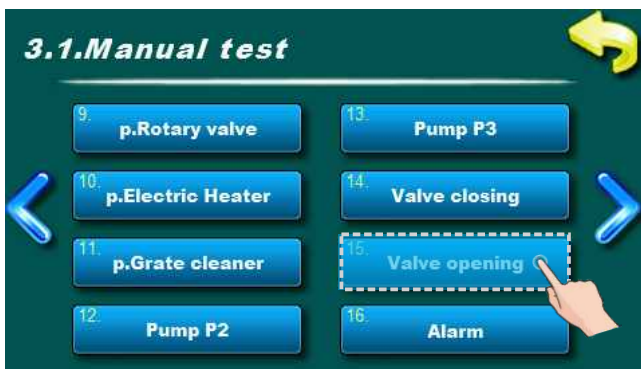 3.1.Manual test
9.
p.Rotary valve
10.
p.Electric Heater
11.
p.Grate cleaner
12.
Pump P2
13.
Pump P3
14.
Valve closing
15.
Valve opening
16.
Alarm